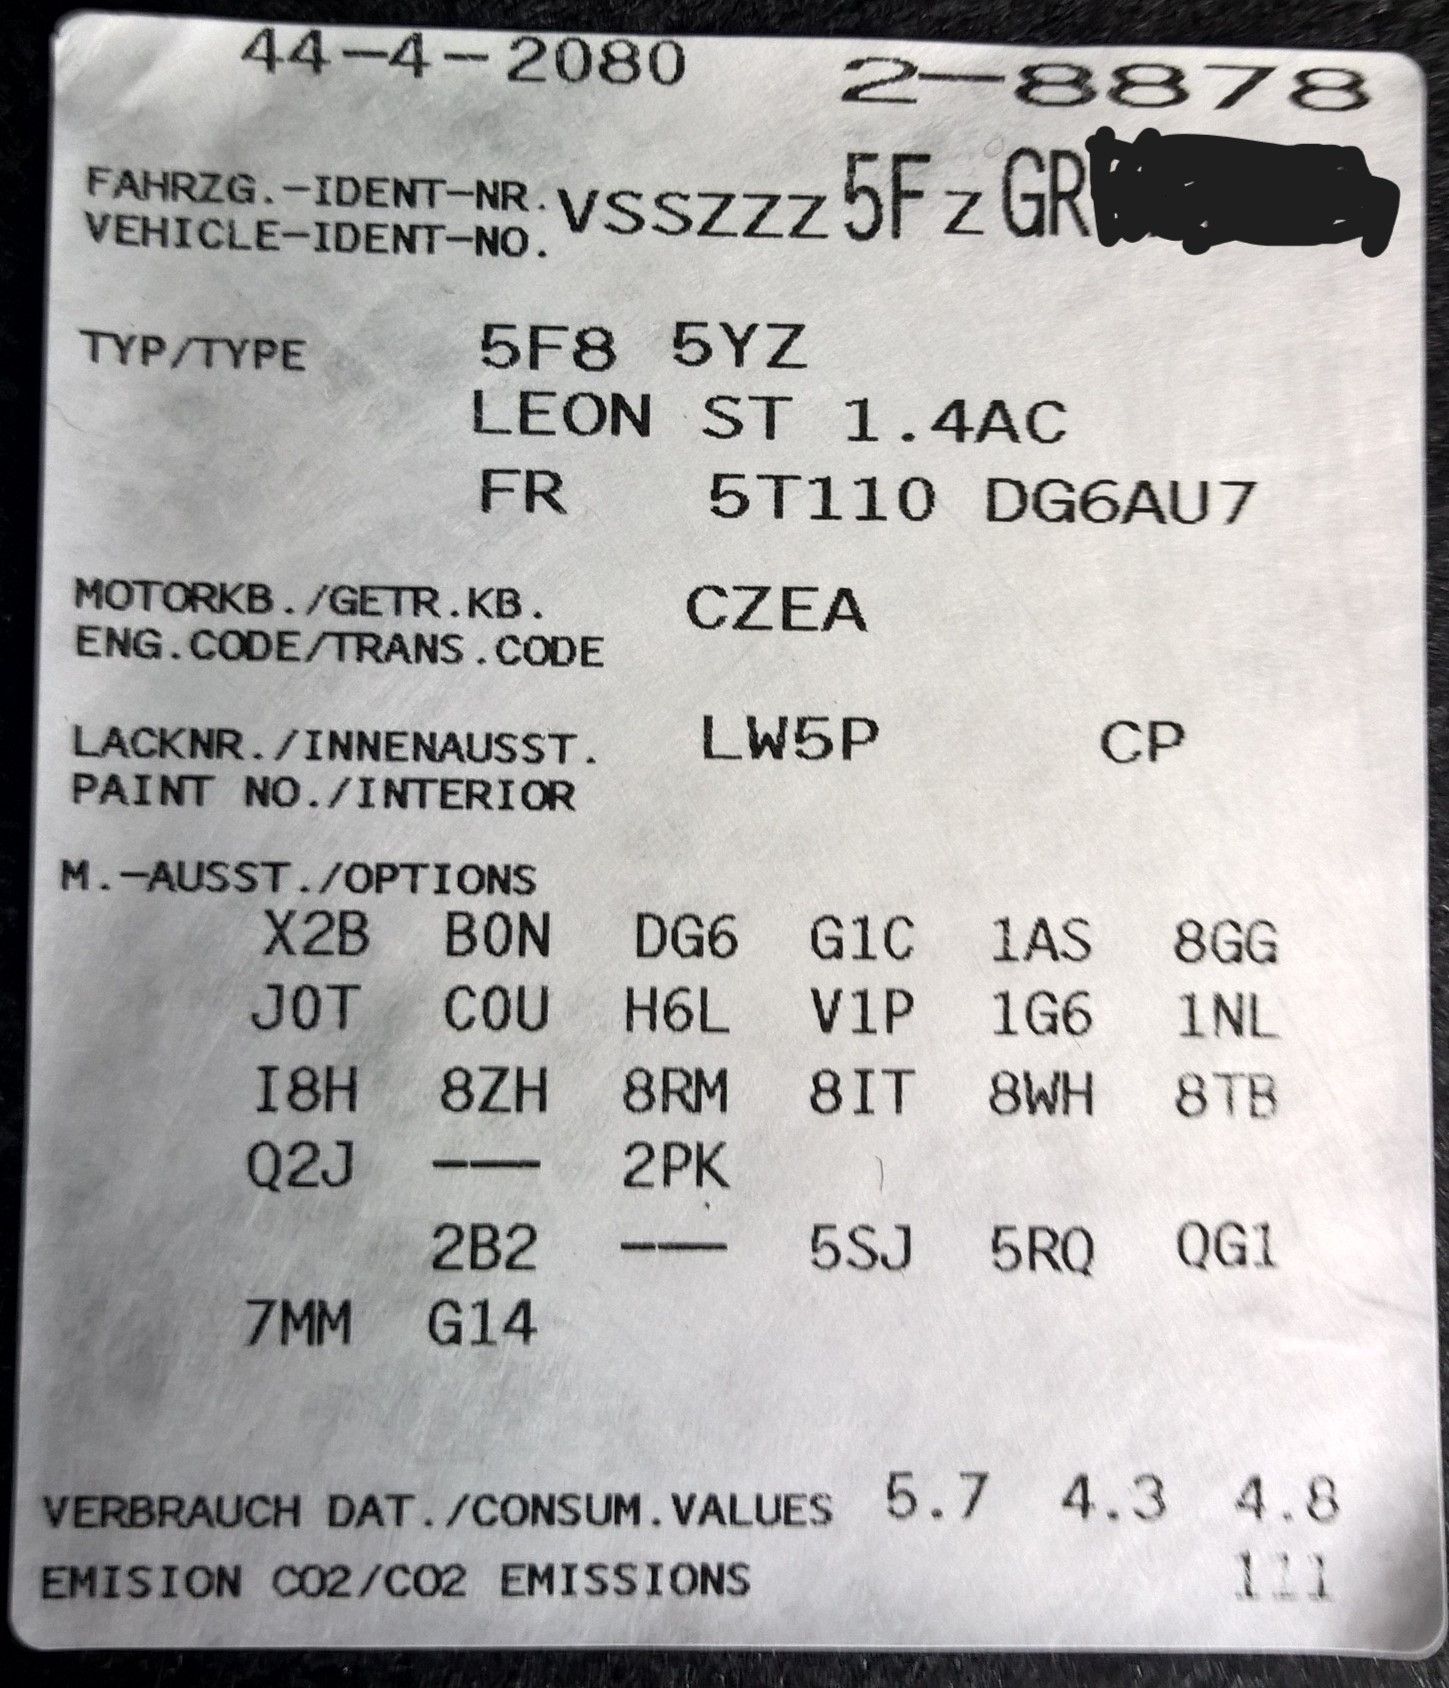 44-4-2080 2-8878
FAHRZG.-IDENT-NR. VSSZZZ5FZGR
VEHICLE-IDENT-NO.
TYP/TYPE 5F8 5YZ
LEON ST 1.4AC
FR 5T110 DG6AU7
MOTORKB./GETR.KB. CZEA
ENG.CODE/TRANS.CODE
LACKNR./INNENAUSST. LW5P CP
PAINT NO./INTERIOR
M.-AUSST./OPTIONS
X2B B0N DG6 G1C 1AS 8GG
J0T C0U H6L V1P 1G6 1NL
I8H 8ZH 8RM 8IT 8WH 8TB
Q2J --- 2PK
2B2 --- 5SJ 5RQ QG1
7MM G14
VERBRAUCH DAT./CONSUM.VALUES 5.7 4.3 4.8
EMISION CO2/CO2 EMISSIONS 111